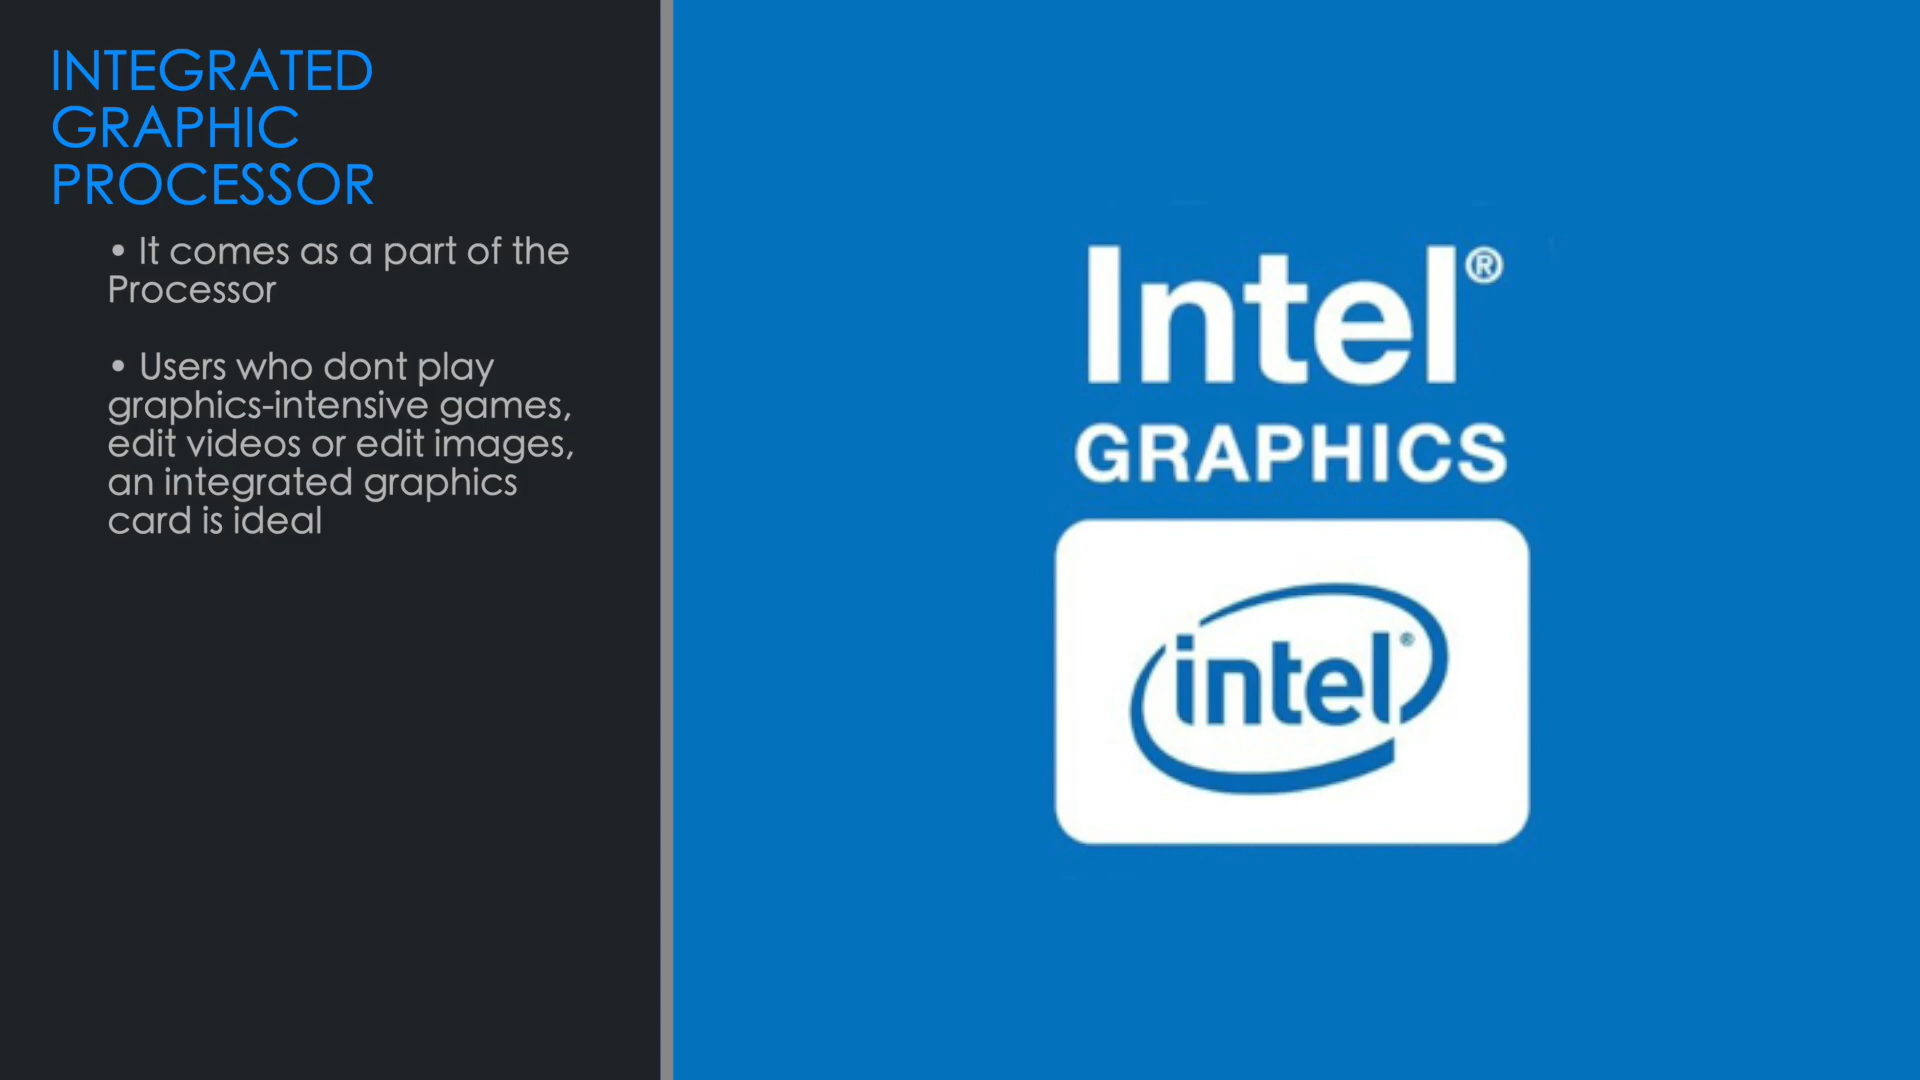 INTEGRATED
GRAPHIC
PROCESSOR
• It comes as a part of the
Processor
• Users who dont play
graphics-intensive games,
edit videos or edit images,
an integrated graphics
card is ideal
Intel®
GRAPHICS
intel®